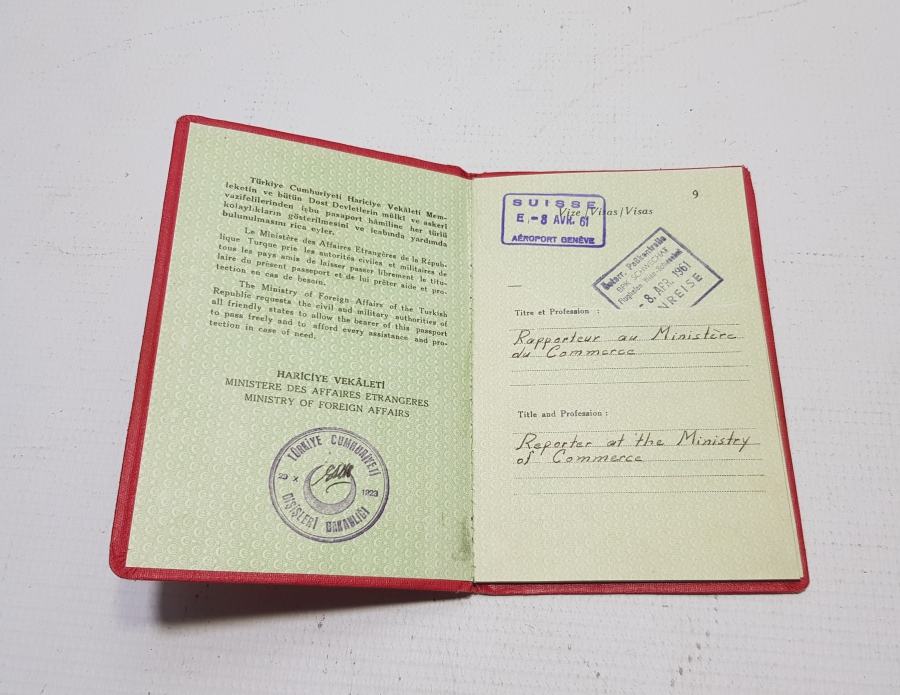 Türkiye Cumhuriyeti Hariciye Vekâleti Mem-
leketin ve bütün Dost Devletlerin mülki ve askeri
vazifelilerinden işbu pasaport hâmiline her türlü
kolaylıkların gösterilmesini ve icabında yardımda
bulunulmasını rica eyler.
Le Ministère des Affaires Etrangères de la Répub-
lique Turque prie les autorités civiles et militaires de
tous les pays amis de laisser passer librement le titu-
laire du présent passeport et de lui prêter aide et pro-
tection en cas de besoin.
The Ministry of Foreign Affairs of the Turkish
Republic requests the civil and military authorities of
all friendly states to allow the bearer of this passport
to pass freely and to afford every assistance and pro-
tection in case of need.
HARİCİYE VEKÂLETİ
MINISTERE DES AFFAIRES ETRANGERES
MINISTRY OF FOREIGN AFFAIRS
TÜRKİYE CUMHURİYETİ
29 X 1923
DIŞİŞLERİ BAKANLIĞI
9
Vize/Visas/Visas
SUISSE
E - 8 AVR. 61
AÉROPORT GENÈVE
SCHWECHAT
Flughafen Wien-Schwechat
- 8. APR. 1961
Titre et Profession :
Rapporteur au Ministère
du Commerce
Title and Profession :
Reporter at the Ministry
of Commerce